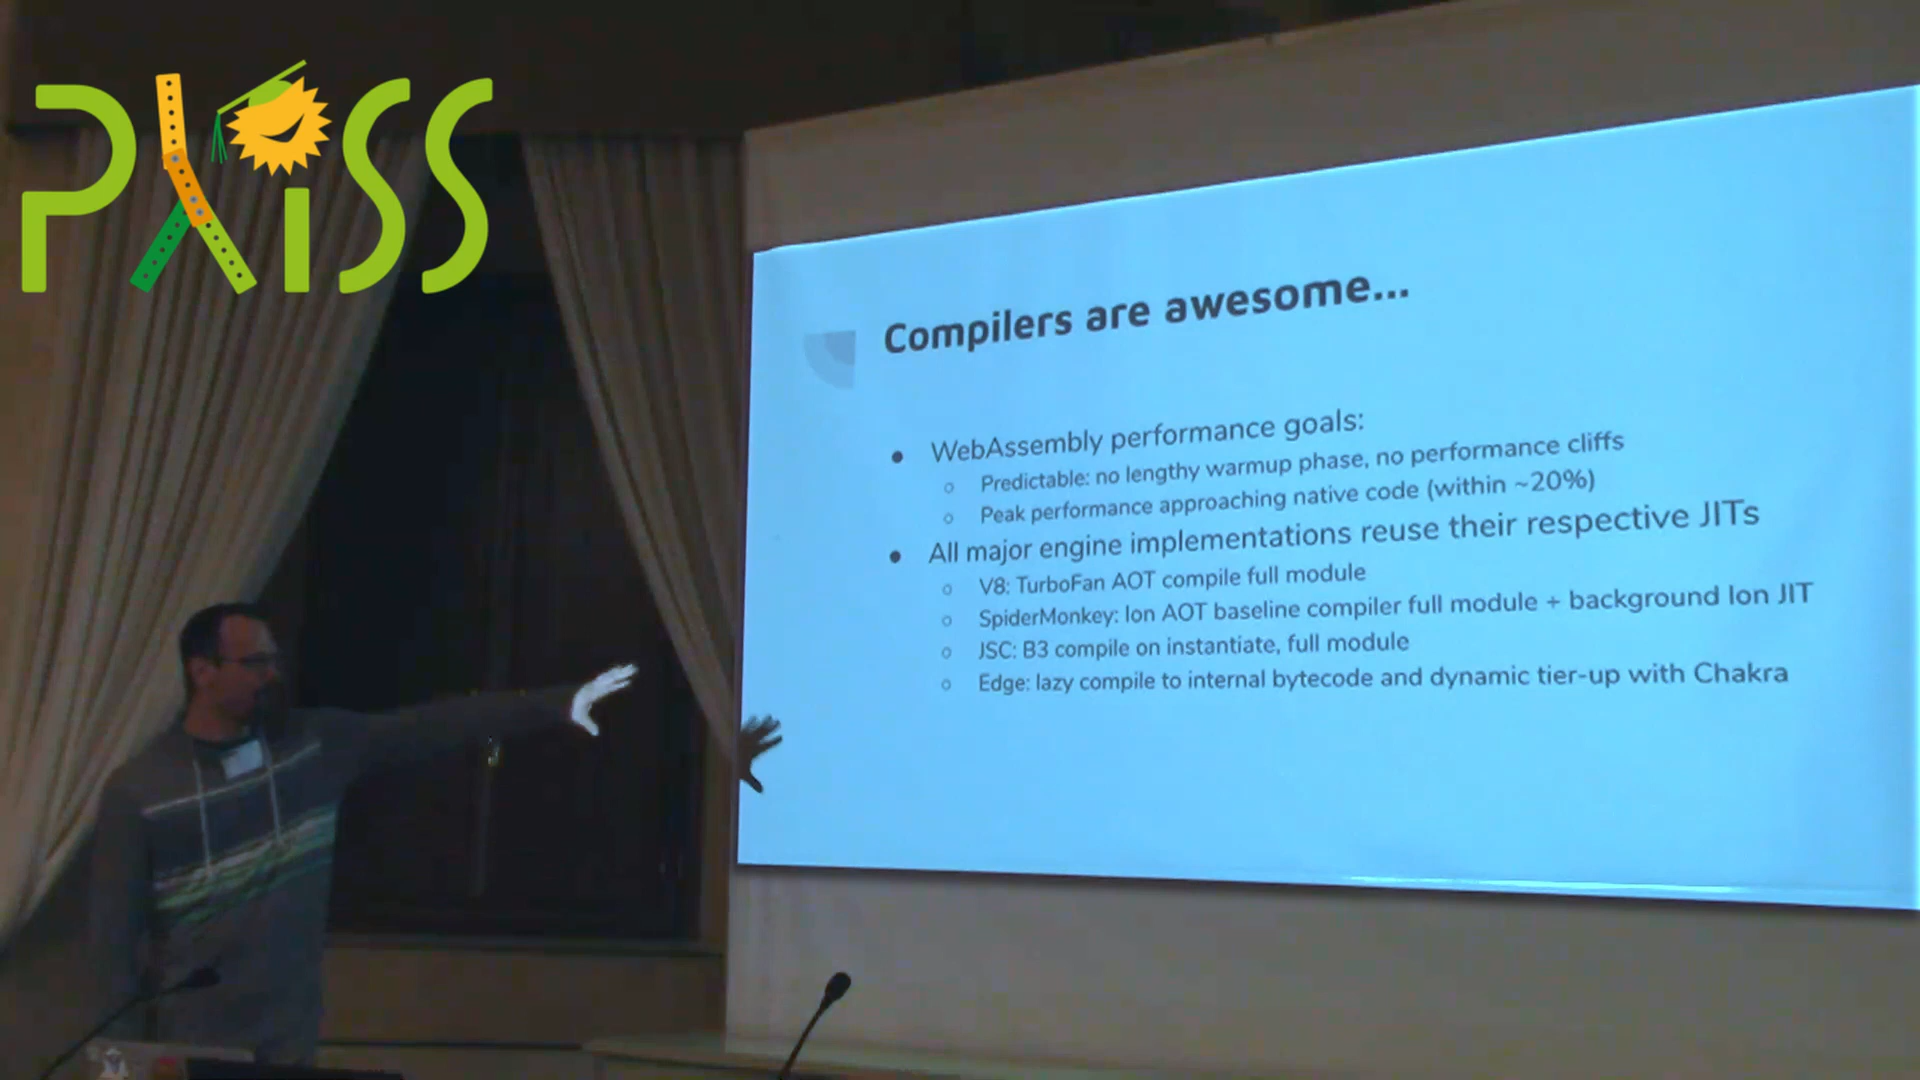 PLISS
Compilers are awesome...
● WebAssembly performance goals:
○ Predictable: no lengthy warmup phase, no performance cliffs
○ Peak performance approaching native code (within ~20%)
● All major engine implementations reuse their respective JITs
○ V8: TurboFan AOT compile full module
○ SpiderMonkey: Ion AOT baseline compiler full module + background Ion JIT
○ JSC: B3 compile on instantiate, full module
○ Edge: lazy compile to internal bytecode and dynamic tier-up with Chakra